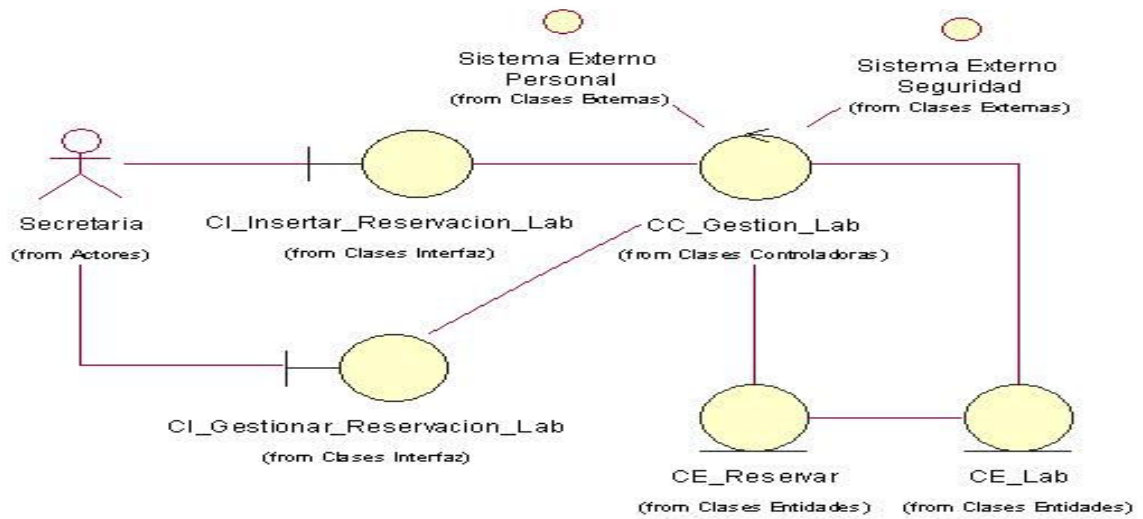 Sistema Externo
Personal
(from Clases Externas)
Sistema Externo
Seguridad
(from Clases Externas)
Secretaria
(from Actores)
CI_Insertar_Reservacion_Lab
(from Clases Interfaz)
CC_Gestion_Lab
(from Clases Controladoras)
CI_Gestionar_Reservacion_Lab
(from Clases Interfaz)
CE_Reservar
(from Clases Entidades)
CE_Lab
(from Clases Entidades)